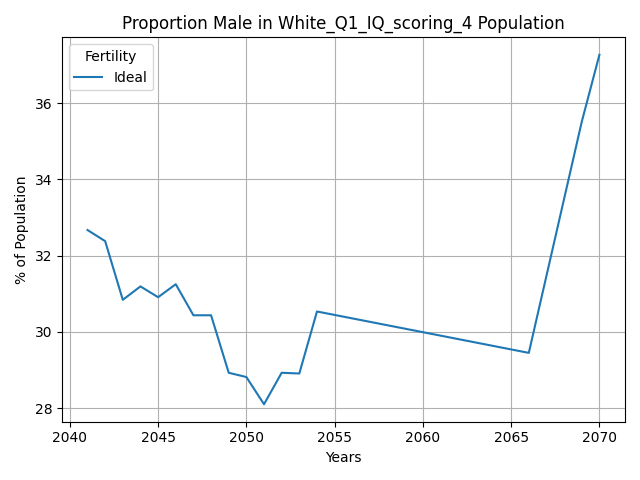 Proportion Male in White_Q1_IQ_scoring_4 Population
Fertility
Ideal
% of Population
36
34
32
30
28
2040 2045 2050 2055 2060 2065 2070
Years